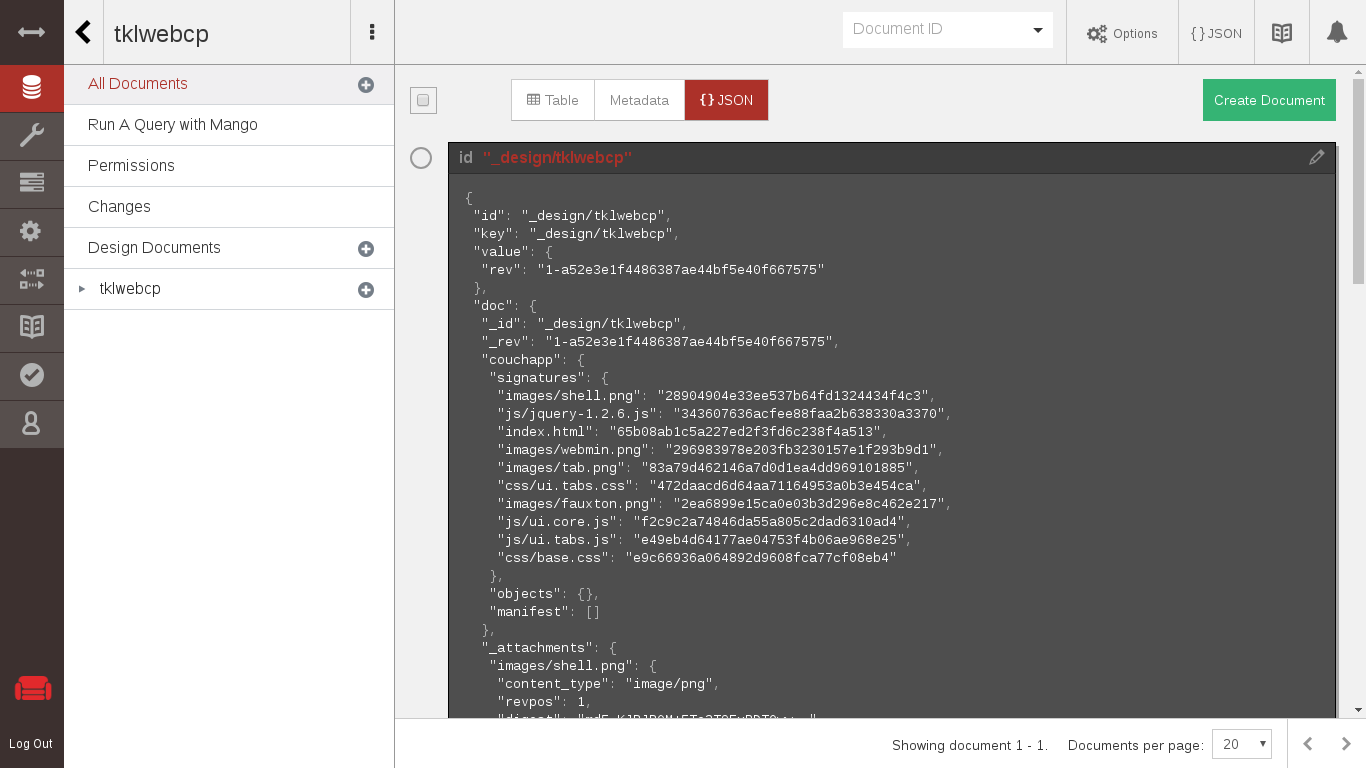 tklwebcp
Document ID
Options
{ } JSON
All Documents
Run A Query with Mango
Permissions
Changes
Design Documents
tklwebcp
Log Out
Table
Metadata
{ } JSON
Create Document
id "_design/tklwebcp"
{
"id": "_design/tklwebcp",
"key": "_design/tklwebcp",
"value": {
"rev": "1-a52e3e1f4486387ae44bf5e40f667575"
},
"doc": {
"_id": "_design/tklwebcp",
"_rev": "1-a52e3e1f4486387ae44bf5e40f667575",
"couchapp": {
"signatures": {
"images/shell.png": "28904904e33ee537b64fd1324434f4c3",
"js/jquery-1.2.6.js": "343607636acfee88faa2b638330a3370",
"index.html": "65b08ab1c5a227ed2f3fd6c238f4a513",
"images/webmin.png": "296983978e203fb3230157e1f293b9d1",
"images/tab.png": "83a79d462146a7d0d1ea4dd969101885",
"css/ui.tabs.css": "472daacd6d64aa71164953a0b3e454ca",
"images/fauxton.png": "2ea6899e15ca0e03b3d296e8c462e217",
"js/ui.core.js": "f2c9c2a74846da55a805c2dad6310ad4",
"js/ui.tabs.js": "e49eb4d64177ae04753f4b06ae968e25",
"css/base.css": "e9c66936a064892d9608fca77cf08eb4"
},
"objects": {},
"manifest": []
},
"_attachments": {
"images/shell.png": {
"content_type": "image/png",
"revpos": 1,
Showing document 1 - 1.
Documents per page:
20